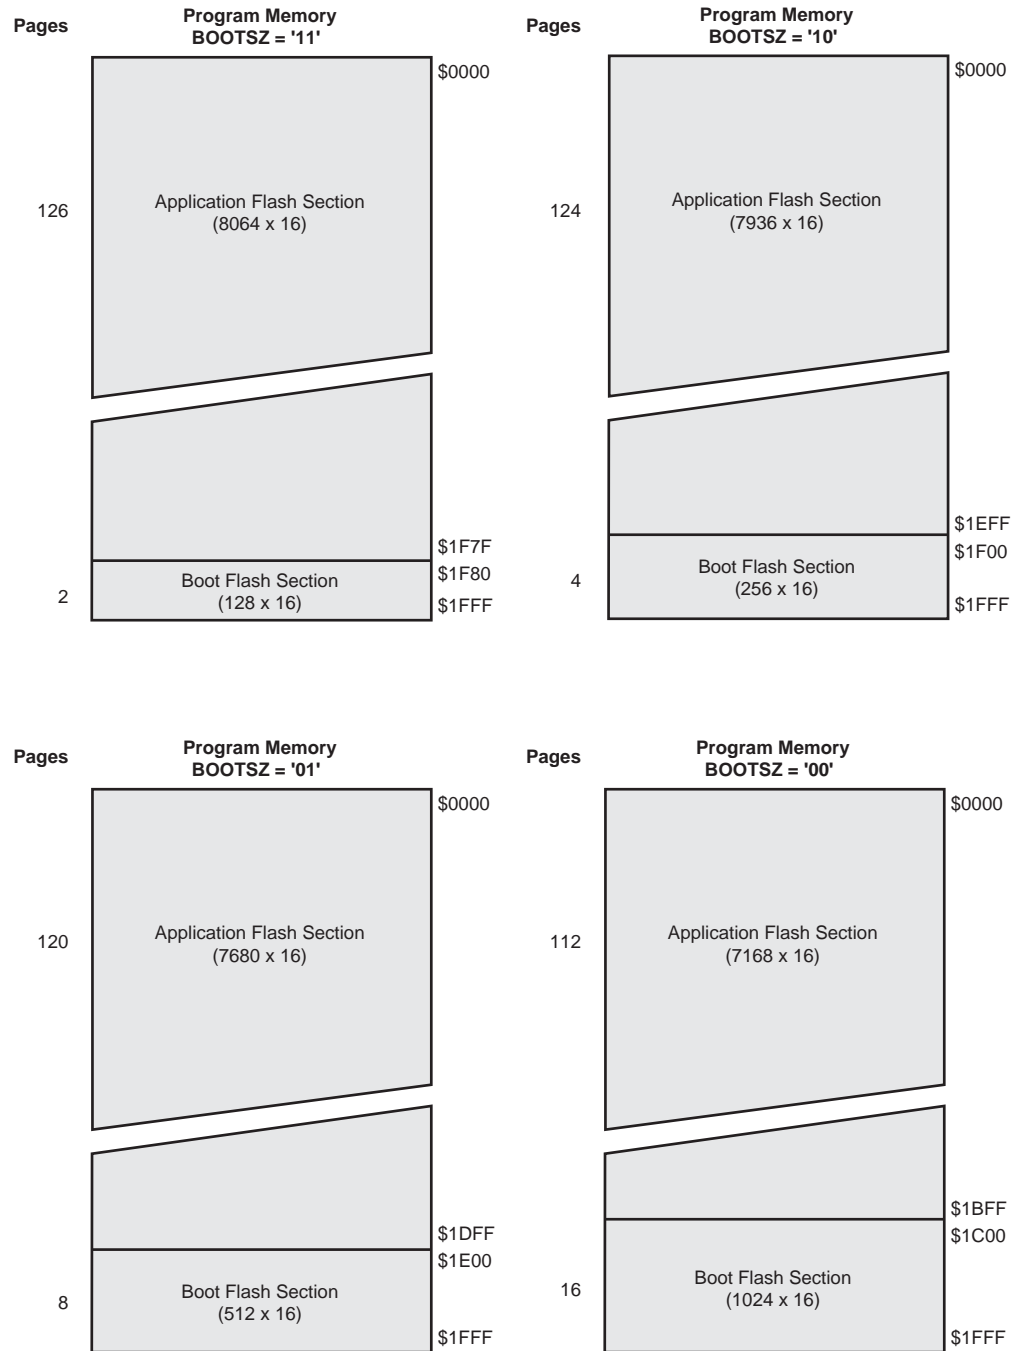 Pages
Program Memory
BOOTSZ = '11'
$0000
126
Application Flash Section
(8064 x 16)
$1F7F
$1F80
2
Boot Flash Section
(128 x 16)
$1FFF
Pages
Program Memory
BOOTSZ = '10'
$0000
124
Application Flash Section
(7936 x 16)
$1EFF
$1F00
4
Boot Flash Section
(256 x 16)
$1FFF
Pages
Program Memory
BOOTSZ = '01'
$0000
120
Application Flash Section
(7680 x 16)
$1DFF
$1E00
8
Boot Flash Section
(512 x 16)
$1FFF
Pages
Program Memory
BOOTSZ = '00'
$0000
112
Application Flash Section
(7168 x 16)
$1BFF
$1C00
16
Boot Flash Section
(1024 x 16)
$1FFF